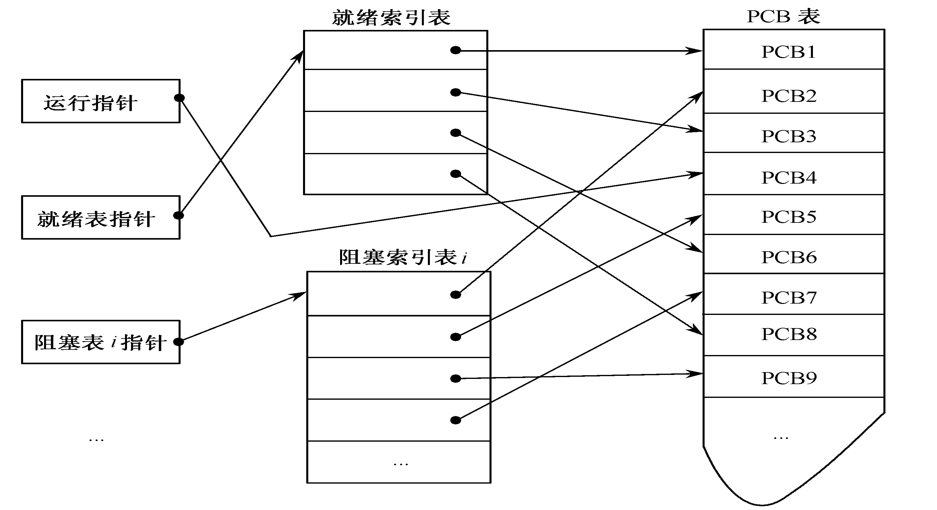 就绪索引表
PCB 表
运行指针
就绪表指针
阻塞索引表 i
阻塞表 i 指针
...
...
PCB1
PCB2
PCB3
PCB4
PCB5
PCB6
PCB7
PCB8
PCB9
...